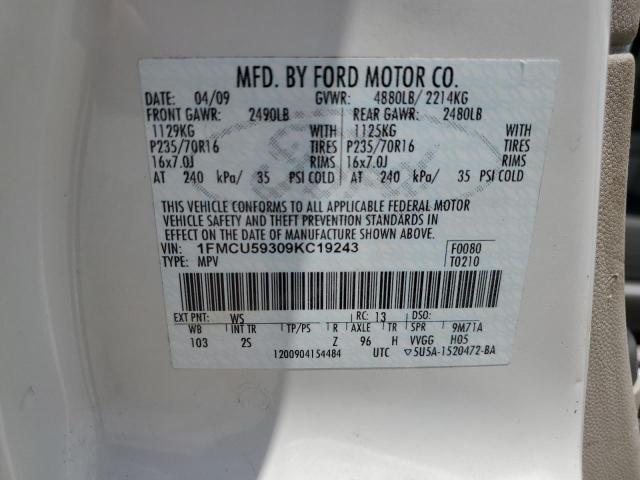 MFD. BY FORD MOTOR CO.
DATE: 04/09 GVWR: 4880LB/ 2214KG
FRONT GAWR: 2490LB REAR GAWR: 2480LB
1129KG WITH 1125KG WITH
P235/70R16 TIRES P235/70R16 TIRES
16x7.0J RIMS 16x7.0J RIMS
AT 240 kPa/ 35 PSI COLD AT 240 kPa/ 35 PSI COLD
THIS VEHICLE CONFORMS TO ALL APPLICABLE FEDERAL MOTOR
VEHICLE SAFETY AND THEFT PREVENTION STANDARDS IN
EFFECT ON THE DATE OF MANUFACTURE SHOWN ABOVE.
VIN: 1FMCU59309KC19243 F0080
TYPE: MPV T0210
EXT PNT: WS RC: 13 DSO:
WB INT TR TP/PS R AXLE TR SPR 9M71A
103 2S Z 96 H VVGG H05
1200904154484 UTC ▽5U5A-1520472-BA